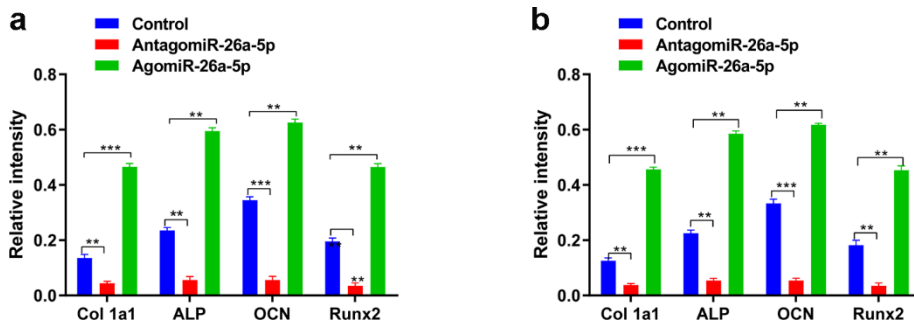 a
Control
AntagomiR-26a-5p
AgomiR-26a-5p
Relative intensity
0.8
0.6
0.4
0.2
0.0
***
**
**
**
**
***
**
**
**
Col 1a1 ALP OCN Runx2
b
Control
AntagomiR-26a-5p
AgomiR-26a-5p
Relative intensity
0.8
0.6
0.4
0.2
0.0
***
**
**
**
**
***
**
**
Col 1a1 ALP OCN Runx2